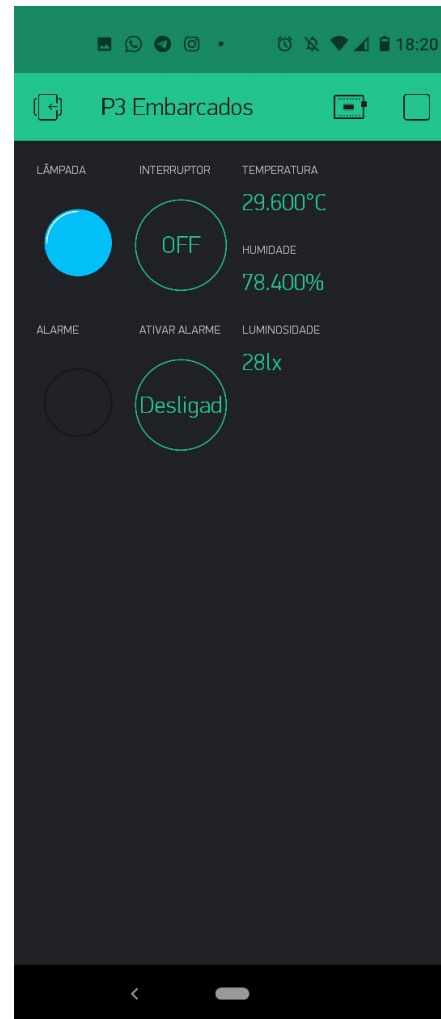 18:20
P3 Embarcados
LÂMPADA INTERRUPTOR TEMPERATURA
29.600°C
OFF
HUMIDADE
78.400%
ALARME ATIVAR ALARME LUMINOSIDADE
28lx
Desligad